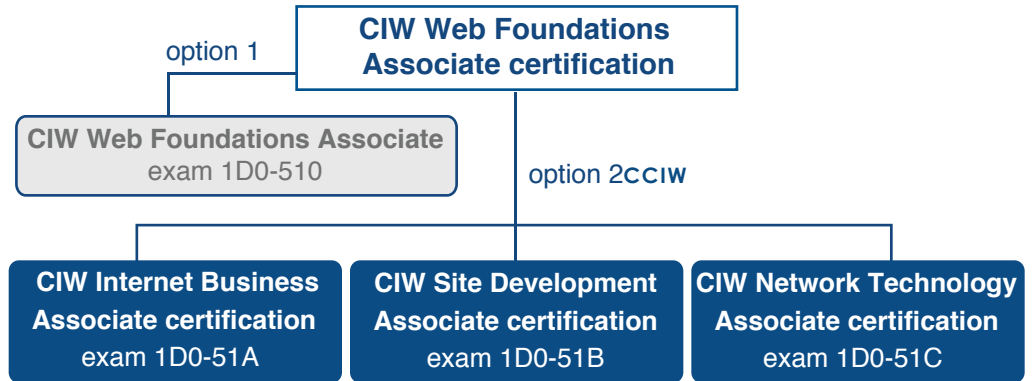 CIW Web Foundations
Associate certification
option 1
CIW Web Foundations Associate
exam 1D0-510
option 2CCIW
CIW Internet Business
Associate certification
exam 1D0-51A
CIW Site Development
Associate certification
exam 1D0-51B
CIW Network Technology
Associate certification
exam 1D0-51C